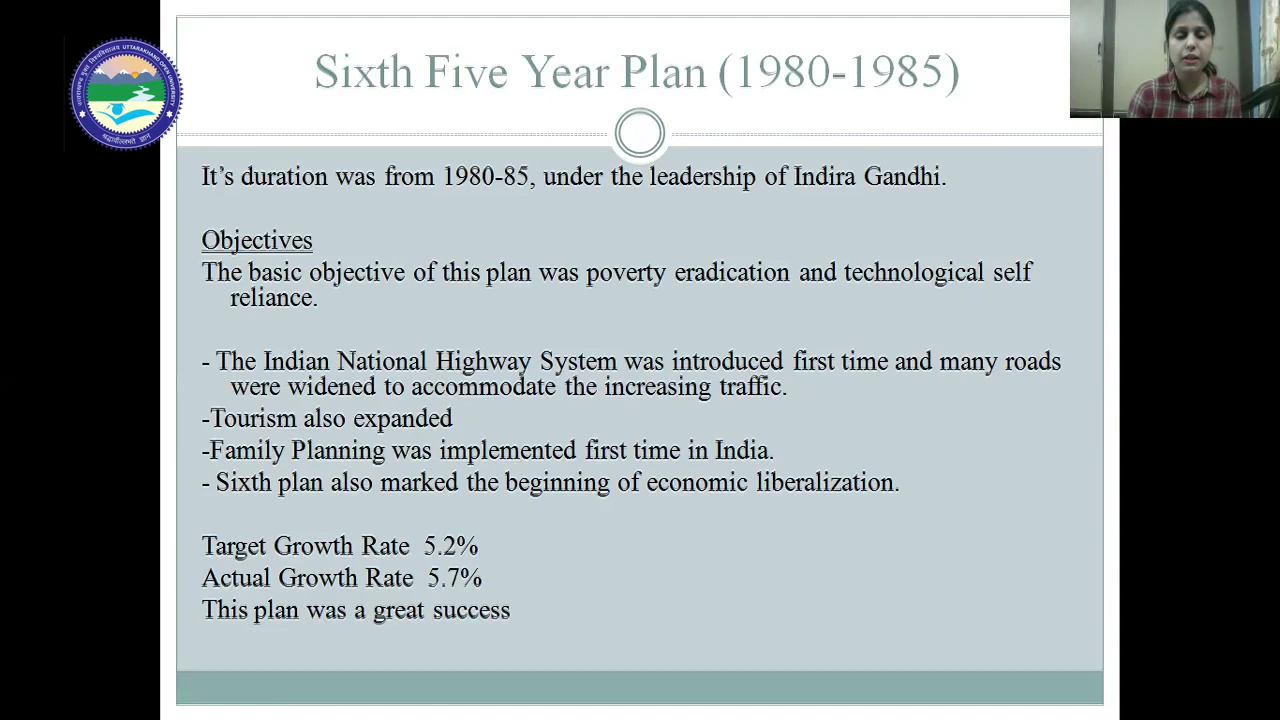 Sixth Five Year Plan (1980-1985)
UTTARAKHAND OPEN UNIVERSITY
It's duration was from 1980-85, under the leadership of Indira Gandhi.
Objectives
The basic objective of this plan was poverty eradication and technological self
reliance.
- The Indian National Highway System was introduced first time and many roads
were widened to accommodate the increasing traffic.
-Tourism also expanded
-Family Planning was implemented first time in India.
- Sixth plan also marked the beginning of economic liberalization.
Target Growth Rate 5.2%
Actual Growth Rate 5.7%
This plan was a great success